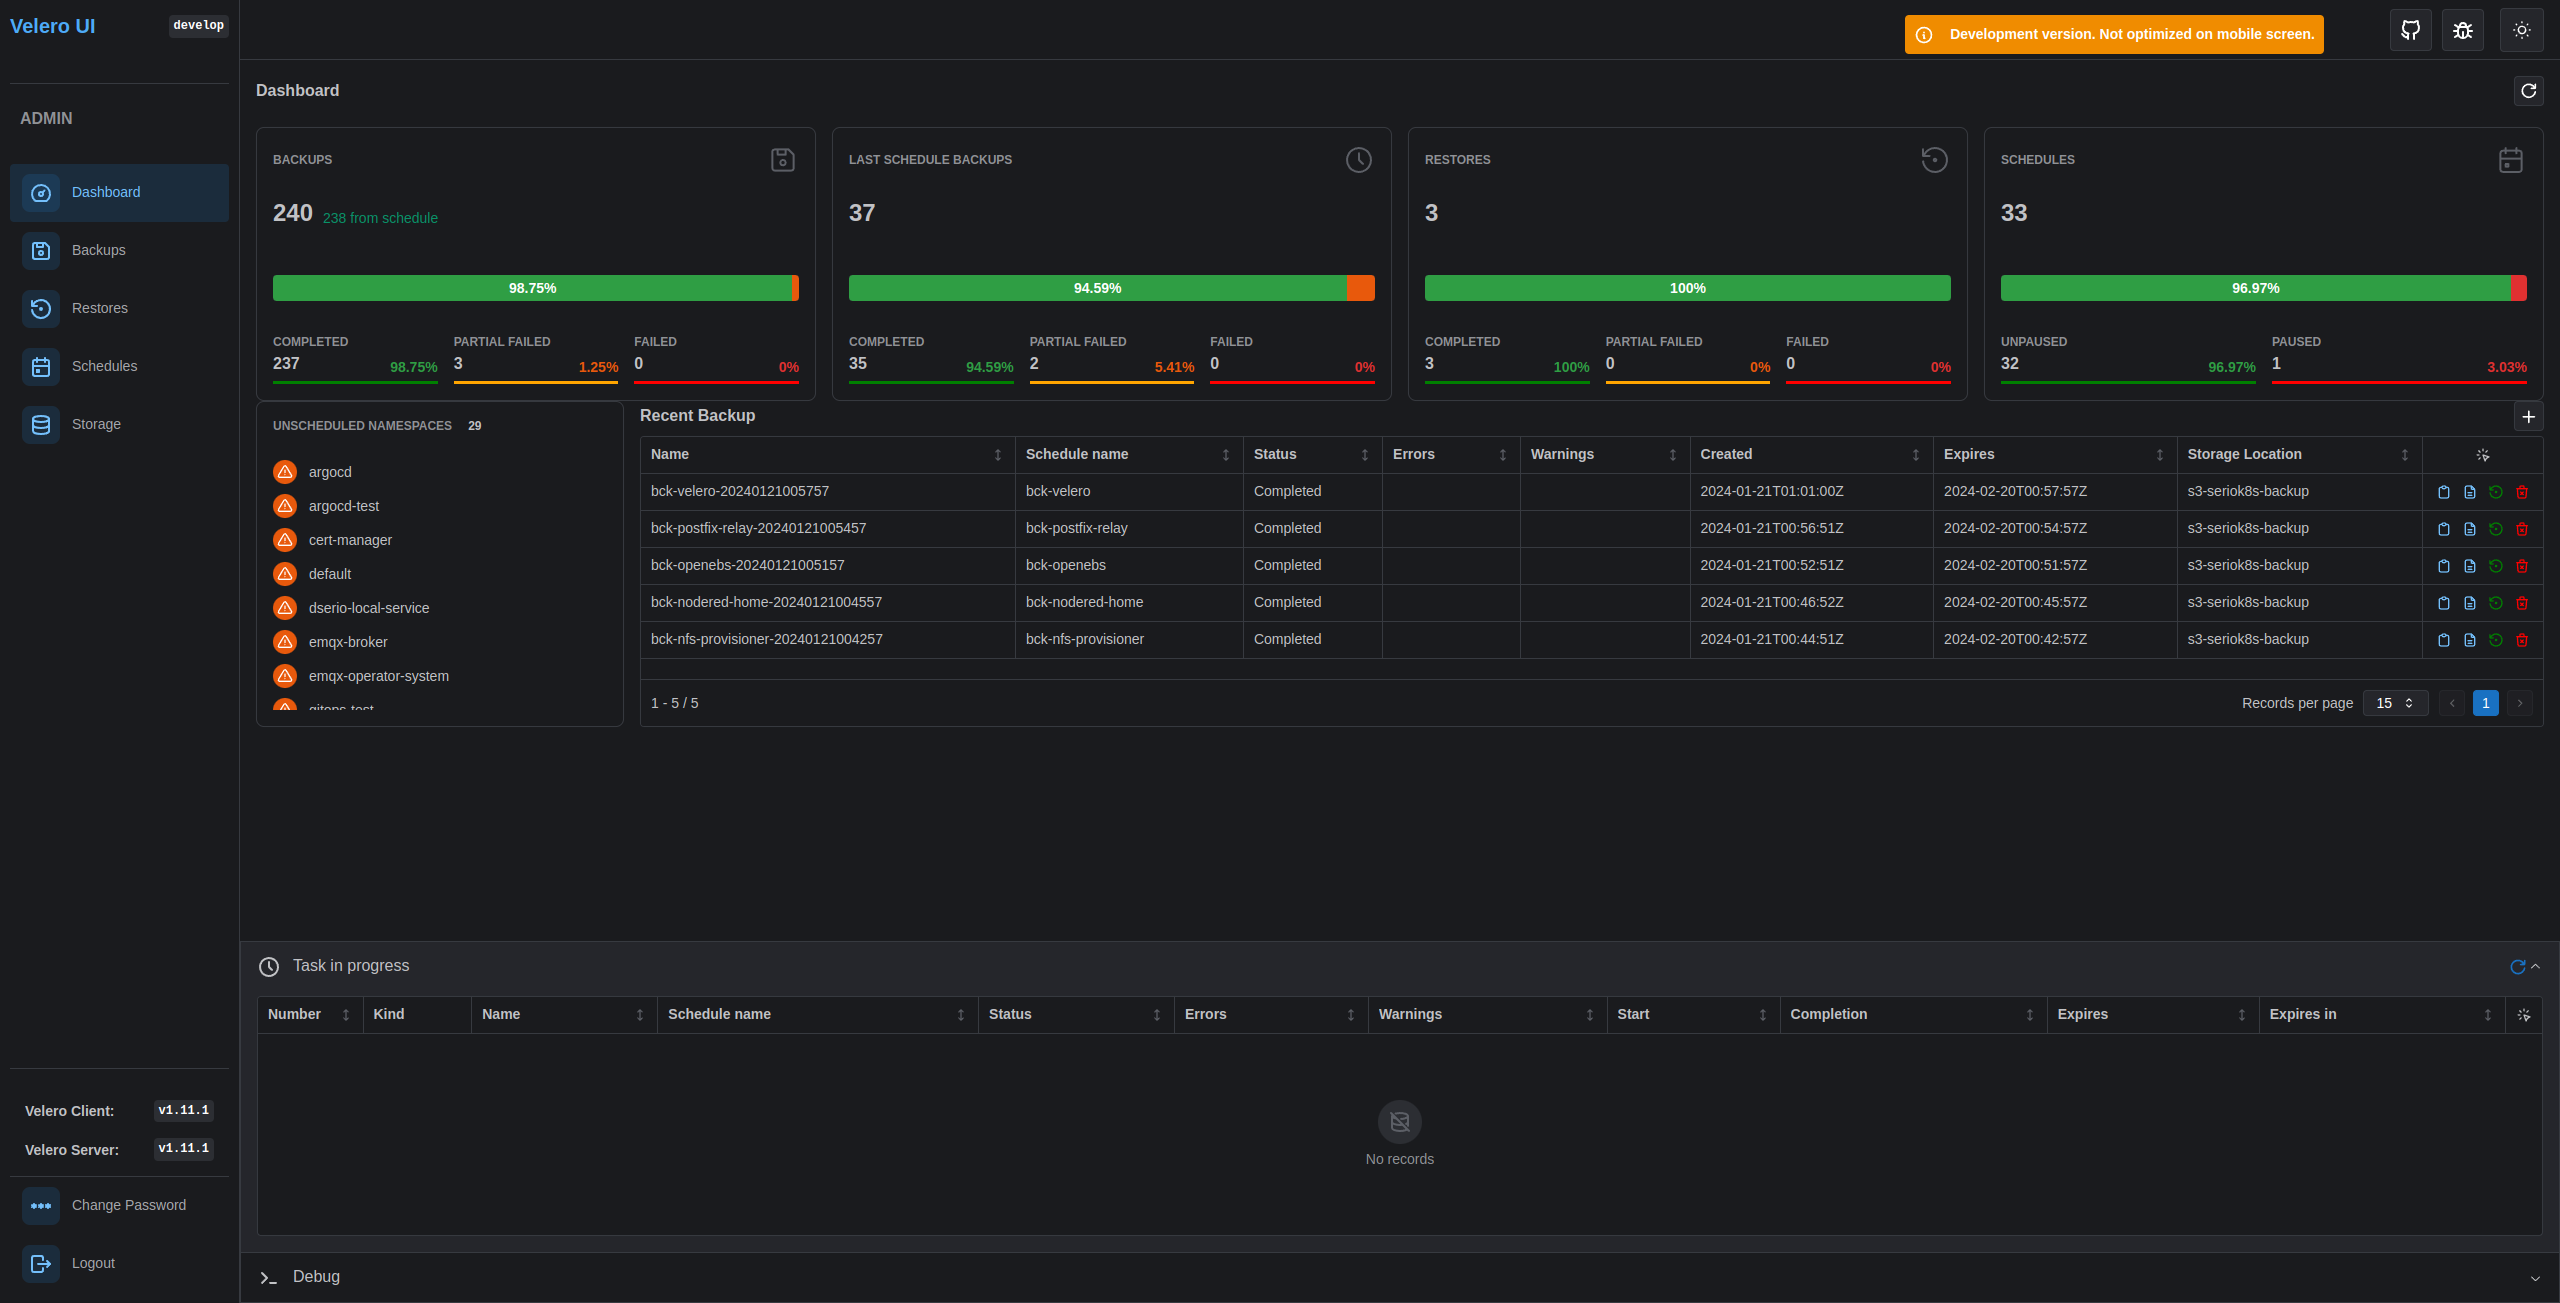 Velero UI
develop
Development version. Not optimized on mobile screen.
ADMIN
Dashboard
Backups
Restores
Schedules
Storage
Velero Client: v1.11.1
Velero Server: v1.11.1
Change Password
Logout
Dashboard
BACKUPS
240 238 from schedule
98.75%
COMPLETED PARTIAL FAILED FAILED
237 98.75% 3 1.25% 0 0%
LAST SCHEDULE BACKUPS
37
94.59%
COMPLETED PARTIAL FAILED FAILED
35 94.59% 2 5.41% 0 0%
RESTORES
3
100%
COMPLETED PARTIAL FAILED FAILED
3 100% 0 0% 0 0%
SCHEDULES
33
96.97%
UNPAUSED PAUSED
32 96.97% 1 3.03%
UNSCHEDULED NAMESPACES 29
argocd
argocd-test
cert-manager
default
dserio-local-service
emqx-broker
emqx-operator-system
gitops-test
Recent Backup
Name Schedule name Status Errors Warnings Created Expires Storage Location
bck-velero-20240121005757 bck-velero Completed 2024-01-21T01:01:00Z 2024-02-20T00:57:57Z s3-seriok8s-backup
bck-postfix-relay-20240121005457 bck-postfix-relay Completed 2024-01-21T00:56:51Z 2024-02-20T00:54:57Z s3-seriok8s-backup
bck-openebs-20240121005157 bck-openebs Completed 2024-01-21T00:52:51Z 2024-02-20T00:51:57Z s3-seriok8s-backup
bck-nodered-home-20240121004557 bck-nodered-home Completed 2024-01-21T00:46:52Z 2024-02-20T00:45:57Z s3-seriok8s-backup
bck-nfs-provisioner-20240121004257 bck-nfs-provisioner Completed 2024-01-21T00:44:51Z 2024-02-20T00:42:57Z s3-seriok8s-backup
1 - 5 / 5 Records per page 15 1
Task in progress
Number Kind Name Schedule name Status Errors Warnings Start Completion Expires Expires in
No records
Debug